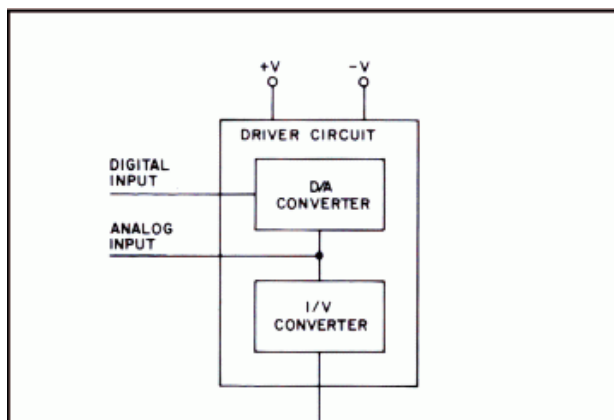 +V
-V
DRIVER CIRCUIT
DIGITAL
INPUT
D/A
CONVERTER
ANALOG
INPUT
I/V
CONVERTER